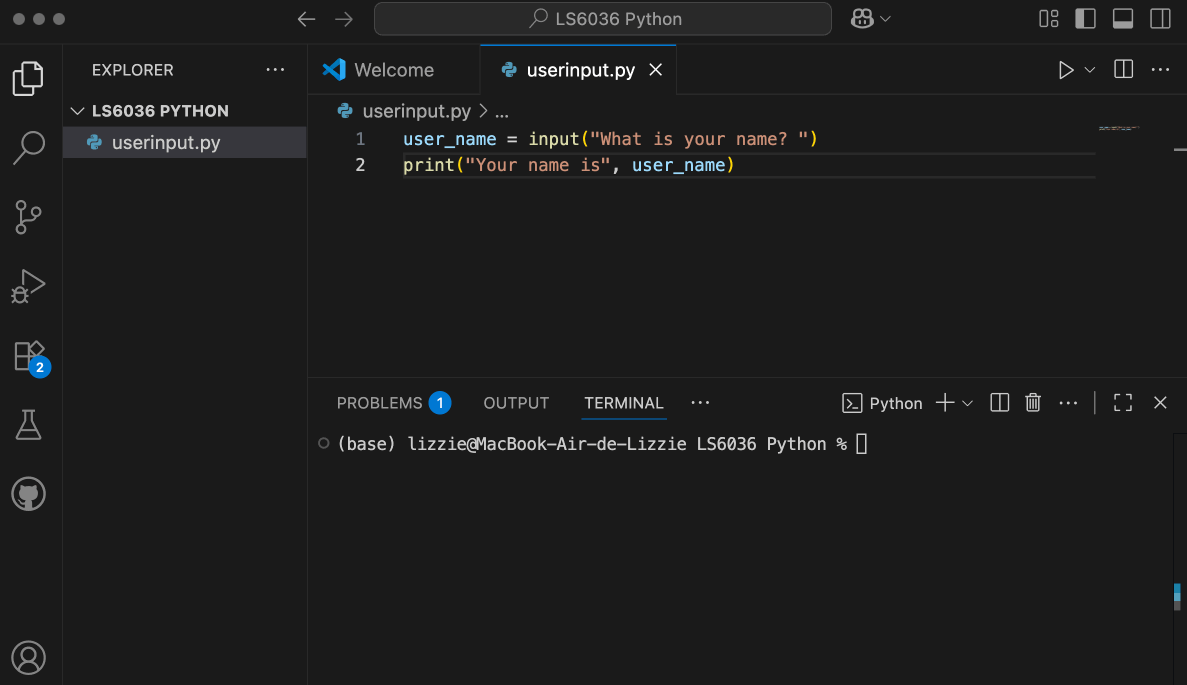 LS6036 Python
EXPLORER ...
Welcome
userinput.py
LS6036 PYTHON
userinput.py
userinput.py > ...
1 user_name = input("What is your name? ")
2 print("Your name is", user_name)
2
PROBLEMS 1 OUTPUT TERMINAL ... Python
(base) lizzie@MacBook-Air-de-Lizzie LS6036 Python %